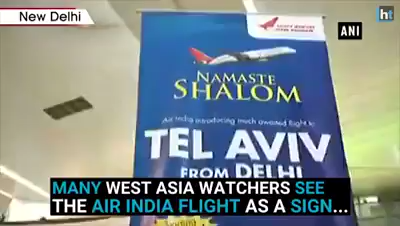 New Delhi
ht
ANI
NAMASTE
SHALOM
Air India introducing much awaited flight to
TEL AVIV
FROM DELHI
MANY WEST ASIA WATCHERS SEE
THE AIR INDIA FLIGHT AS A SIGN...